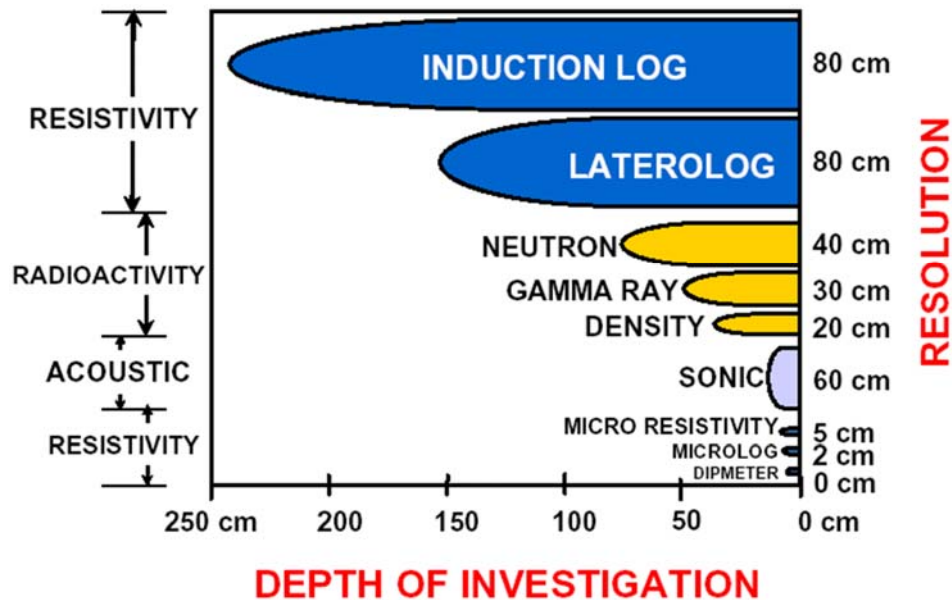 INDUCTION LOG
80 cm
RESISTIVITY
LATEROLOG
80 cm
NEUTRON
40 cm
RADIOACTIVITY
GAMMA RAY
30 cm
DENSITY
20 cm
ACOUSTIC
SONIC
60 cm
RESISTIVITY
MICRO RESISTIVITY
5 cm
MICROLOG
2 cm
DIPMETER
0 cm
RESOLUTION
250 cm 200 150 100 50 0 cm
DEPTH OF INVESTIGATION